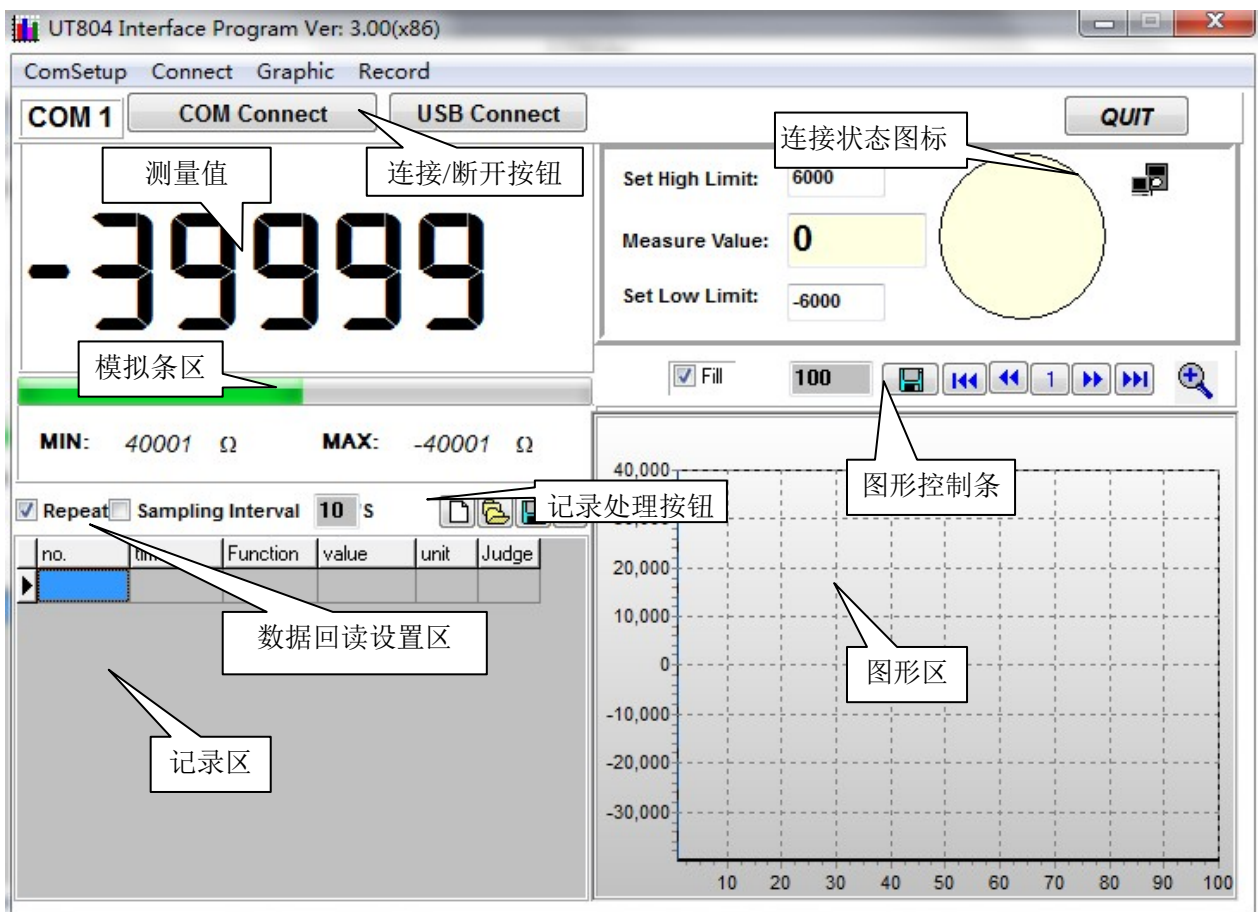 UT804 Interface Program Ver: 3.00(x86)
ComSetup Connect Graphic Record
COM 1 COM Connect USB Connect QUIT
测量值
连接/断开按钮
连接状态图标
-39999
Set High Limit: 6000
Measure Value: 0
Set Low Limit: -6000
模拟条区
Fill 100 1
MIN: 40001 Ω MAX: -40001 Ω
图形控制条
Repeat Sampling Interval 10 S
记录处理按钮
no. Function value unit Judge
数据回读设置区
记录区
图形区
40,000
20,000
10,000
0
-10,000
-20,000
-30,000
10 20 30 40 50 60 70 80 90 100